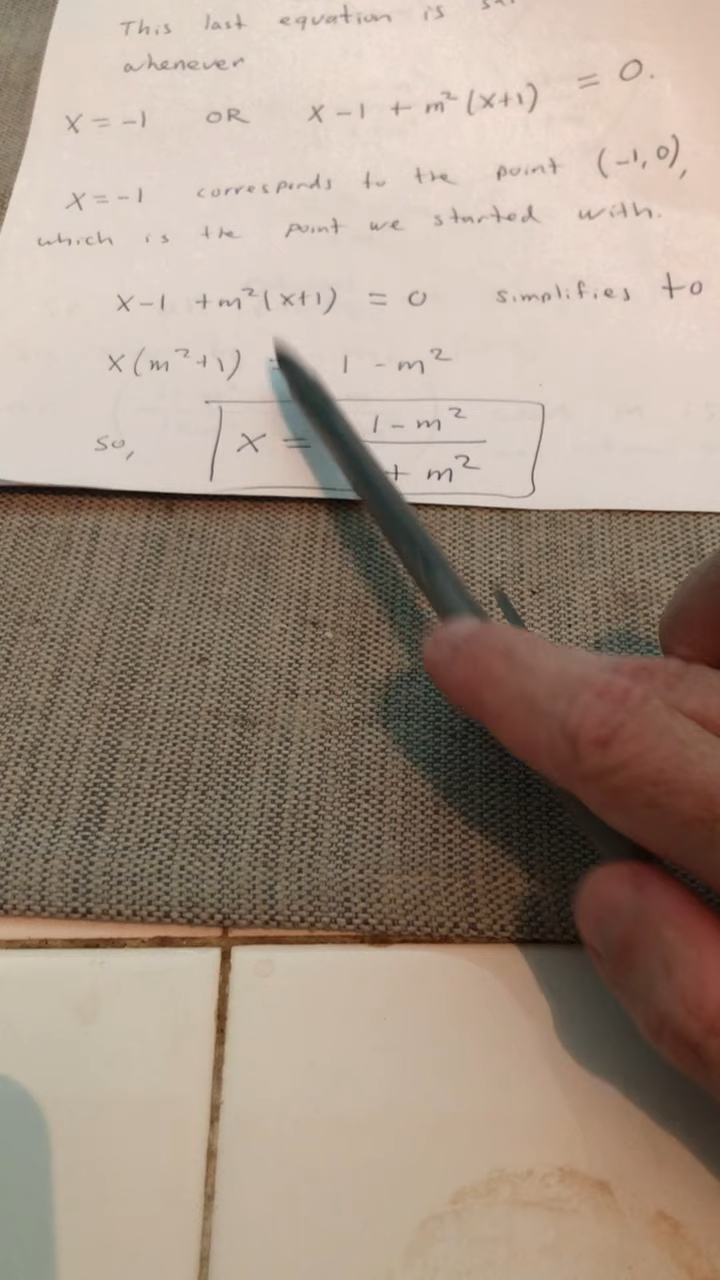 This last equation is
whenever
x = -1 OR x - 1 + m² (x+1) = 0.
x = -1 corresponds to the point (-1, 0),
which is the point we started with.
x-1 + m² (x+1) = 0 simplifies to
x (m² +1) = 1 - m²
so, x = 1 - m²
+ m²